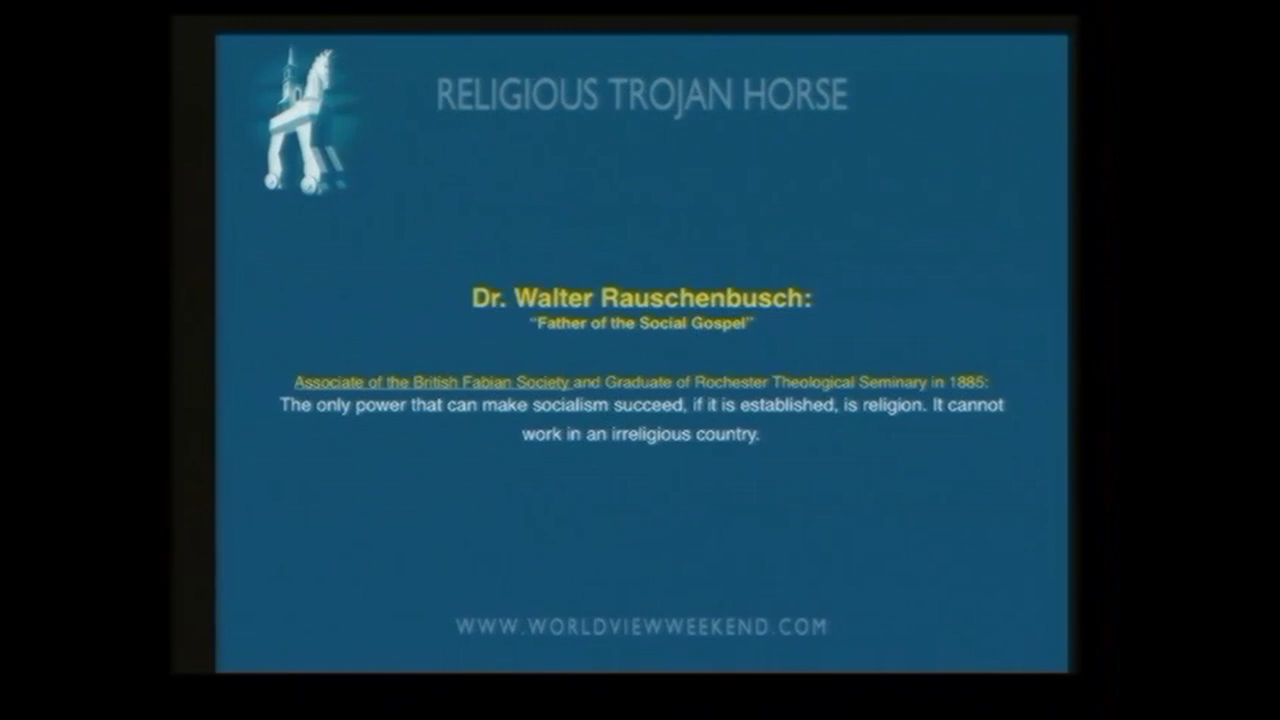 RELIGIOUS TROJAN HORSE
Dr. Walter Rauschenbusch:
"Father of the Social Gospel"
Associate of the British Fabian Society and Graduate of Rochester Theological Seminary in 1885:
The only power that can make socialism succeed, if it is established, is religion. It cannot
work in an irreligious country.
WWW.WORLDVIEWWEEKEND.COM